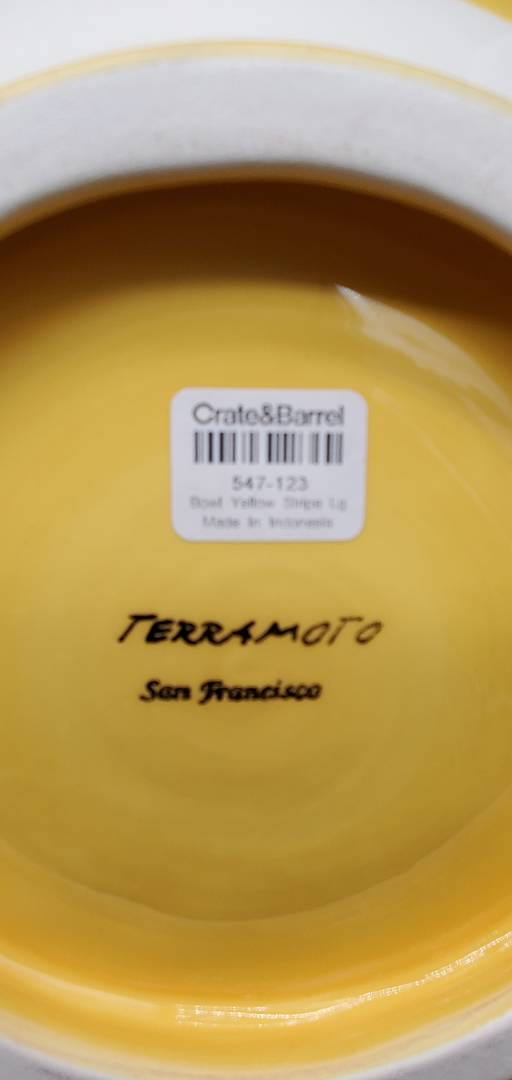 Crate&Barrel
547-123
Bowl Yellow Stripe Lg
Made In Indonesia
TERRAMOTO
San Francisco